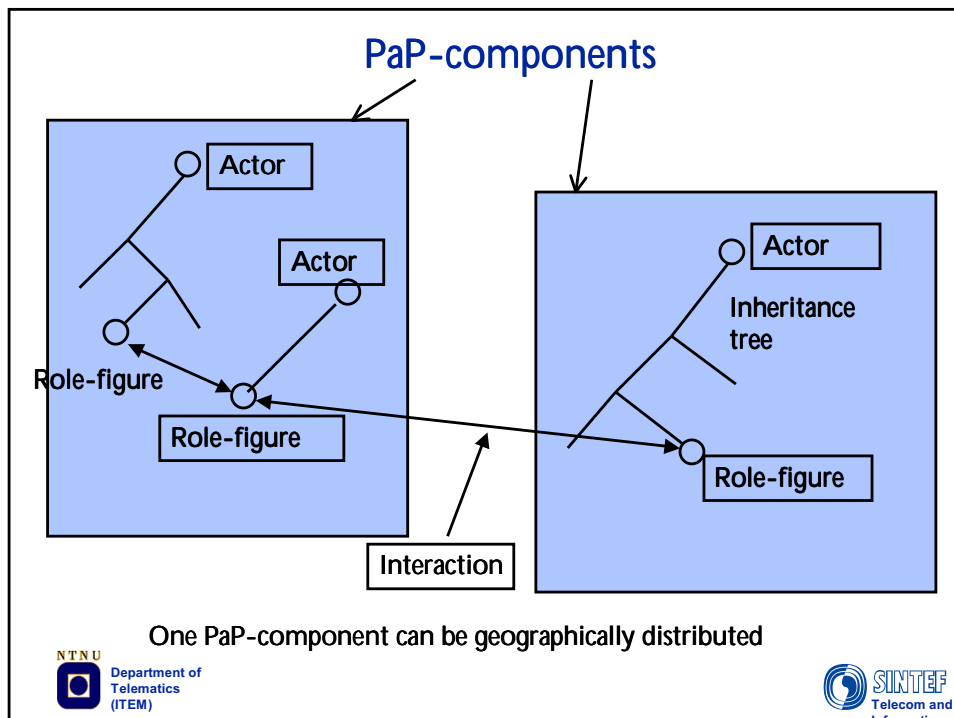 PaP-components
Actor
Actor
Role-figure
Role-figure
Actor
Inheritance
tree
Role-figure
Interaction
One PaP-component can be geographically distributed
NTNU
Department of
Telematics
(ITEM)
SINTEF
Telecom and